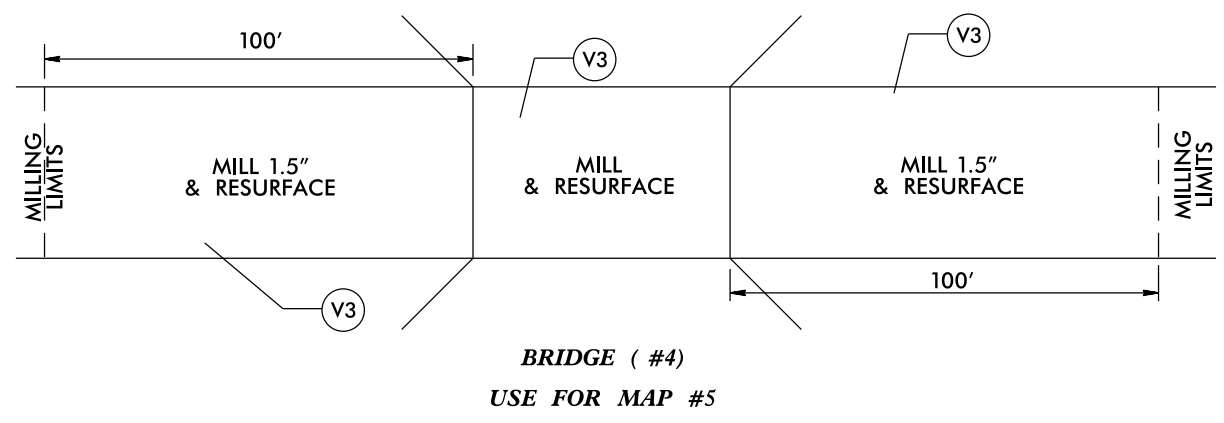 100'
V3
V3
MILLING
LIMITS
MILL 1.5"
& RESURFACE
MILL
& RESURFACE
MILL 1.5"
& RESURFACE
MILLING
LIMITS
V3
100'
BRIDGE ( #4)
USE FOR MAP #5